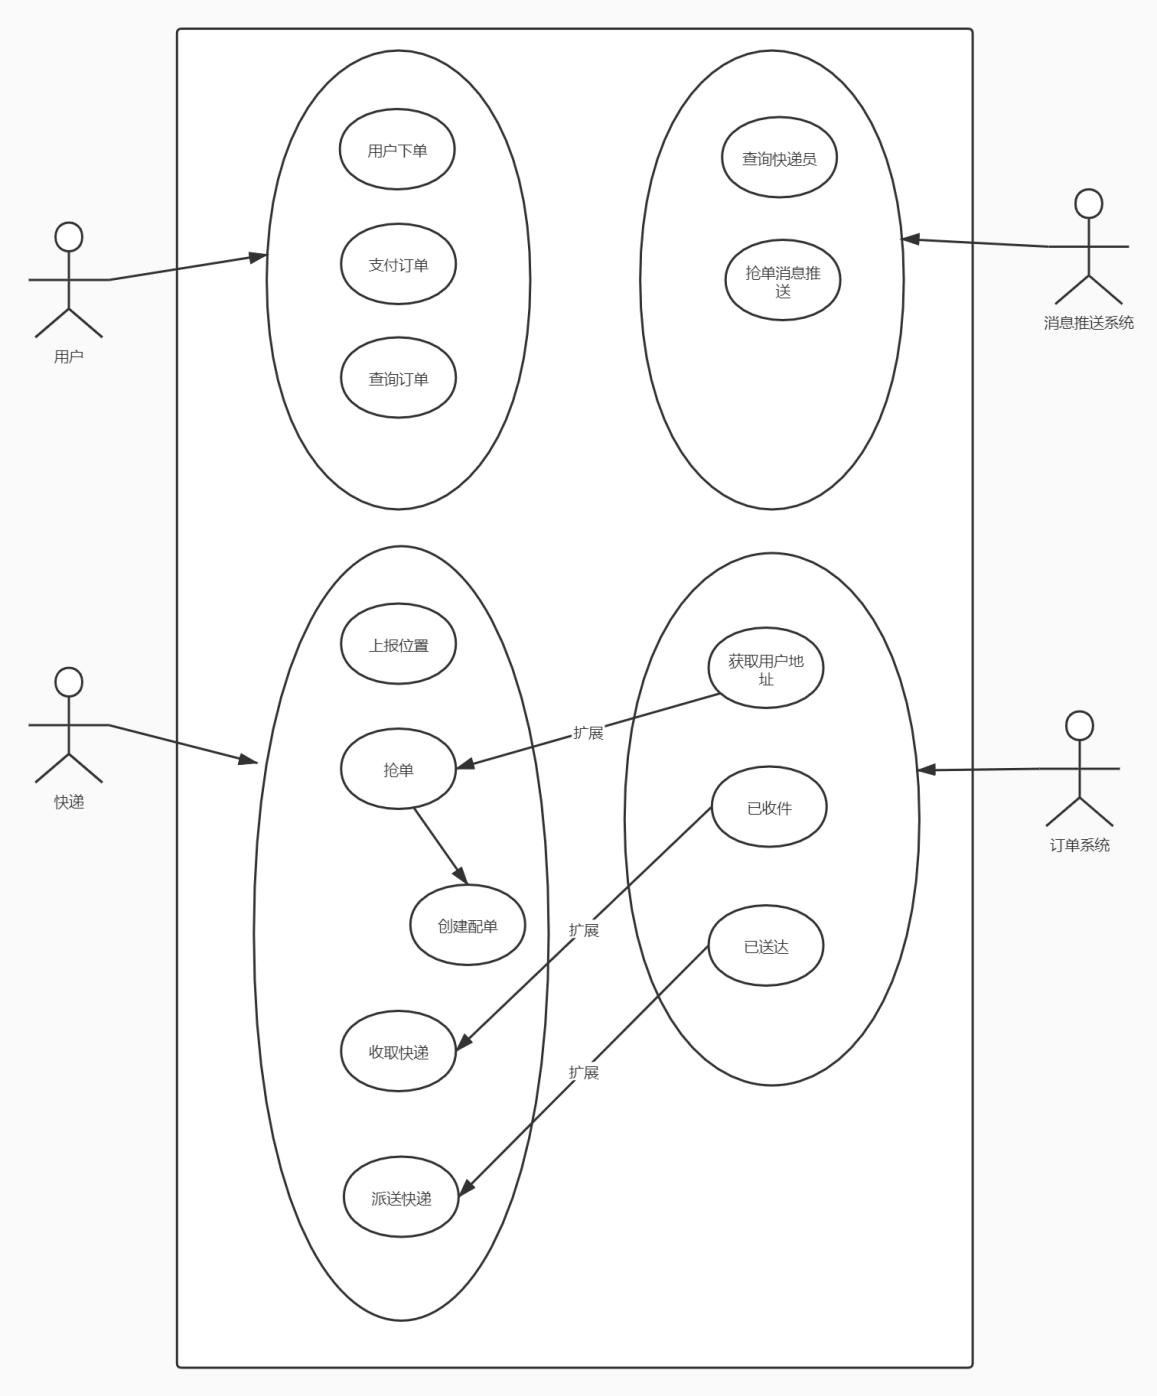 用户下单
支付订单
查询订单
用户
查询快递员
抢单消息推
送
消息推送系统
上报位置
抢单
创建配单
收取快递
派送快递
快递
扩展
扩展
扩展
获取用户地
址
已收件
已送达
订单系统